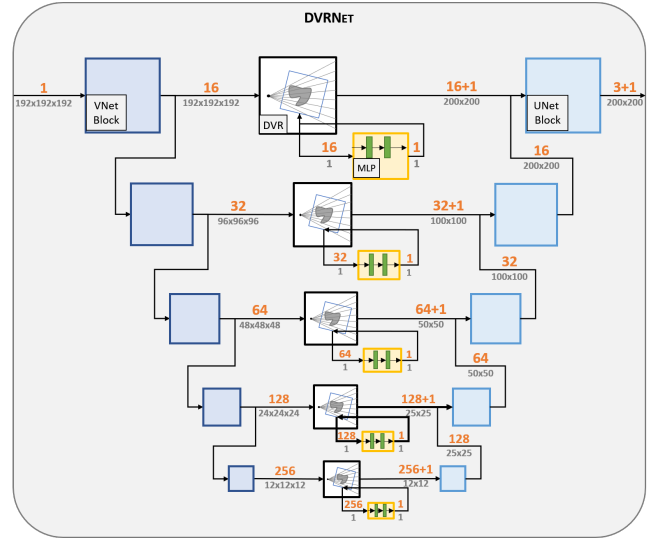 DVRNET
1
192x192x192
VNet
Block
16
192x192x192
DVR
16
1
MLP
1
1
16+1
200x200
UNet
Block
3+1
200x200
16
200x200
32
96x96x96
32
1
1
1
32+1
100x100
32
100x100
64
48x48x48
64
1
1
1
64+1
50x50
64
50x50
128
24x24x24
128
1
1
1
128+1
25x25
128
25x25
256
12x12x12
256
1
1
1
256+1
12x12